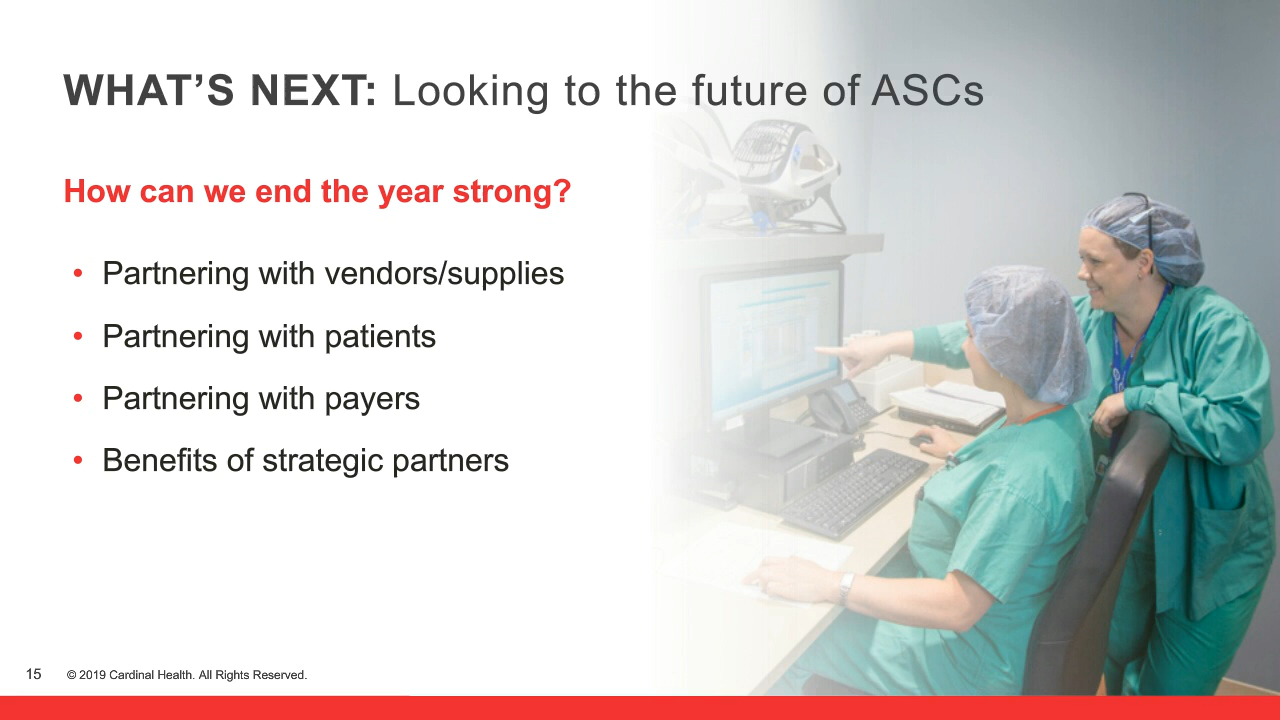 WHAT’S NEXT: Looking to the future of ASCs
How can we end the year strong?
• Partnering with vendors/supplies
• Partnering with patients
• Partnering with payers
• Benefits of strategic partners
15 © 2019 Cardinal Health. All Rights Reserved.